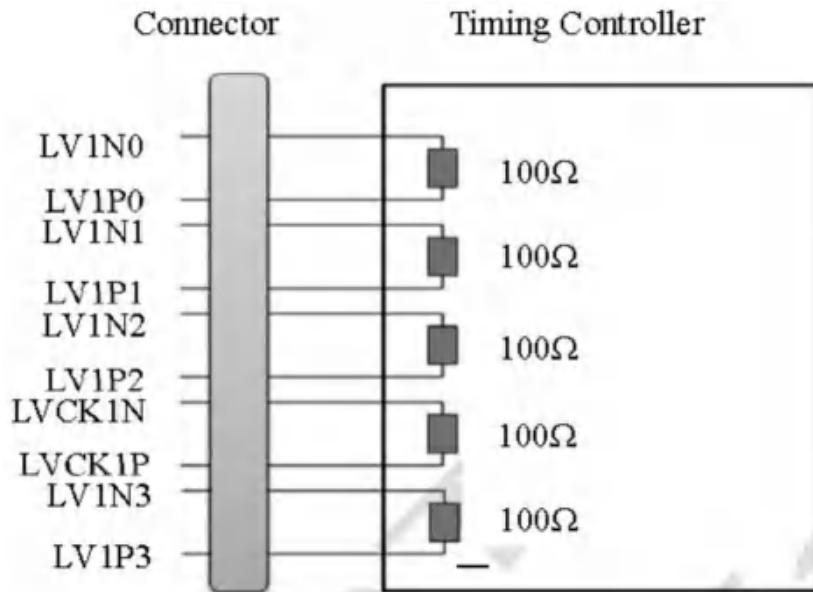 Connector Timing Controller
LV1N0
100Ω
LV1P0
LV1N1
100Ω
LV1P1
LV1N2
100Ω
LV1P2
LVCK1N
100Ω
LVCK1P
LV1N3
100Ω
LV1P3